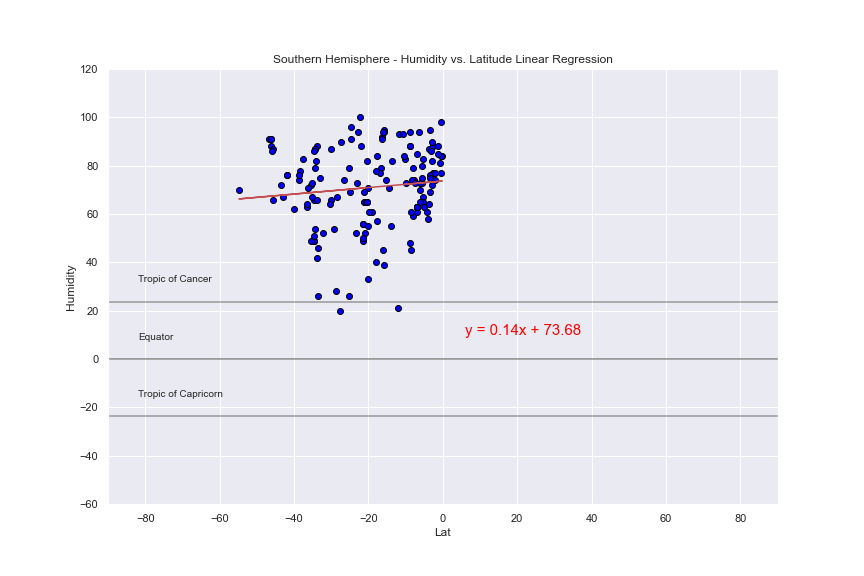 Southern Hemisphere - Humidity vs. Latitude Linear Regression
120
100
80
60
40
20
0
−20
−40
−60
Humidity
Tropic of Cancer
Equator
Tropic of Capricorn
y = 0.14x + 73.68
−80 −60 −40 −20 0 20 40 60 80
Lat